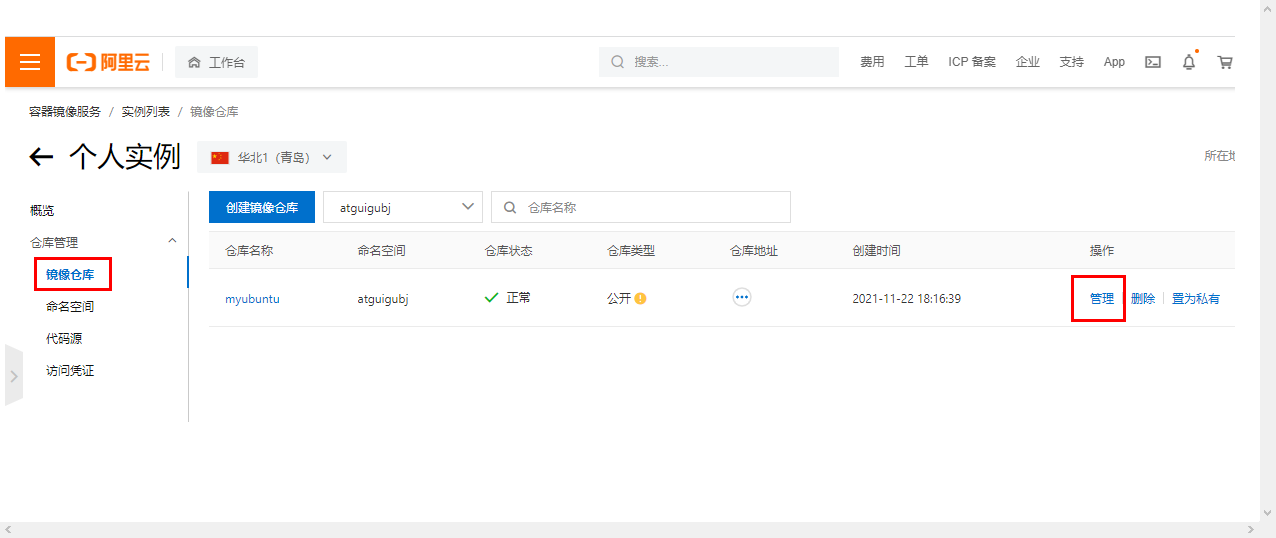 阿里云 工作台 搜索... 费用 工单 ICP 备案 企业 支持 App
容器镜像服务 / 实例列表 / 镜像仓库
个人实例 华北1（青岛） 所在地
概览
仓库管理
镜像仓库
命名空间
代码源
访问凭证
创建镜像仓库 atguigubj 仓库名称
仓库名称 命名空间 仓库状态 仓库类型 仓库地址 创建时间 操作
myubuntu atguigubj 正常 公开 2021-11-22 18:16:39 管理 删除 置为私有